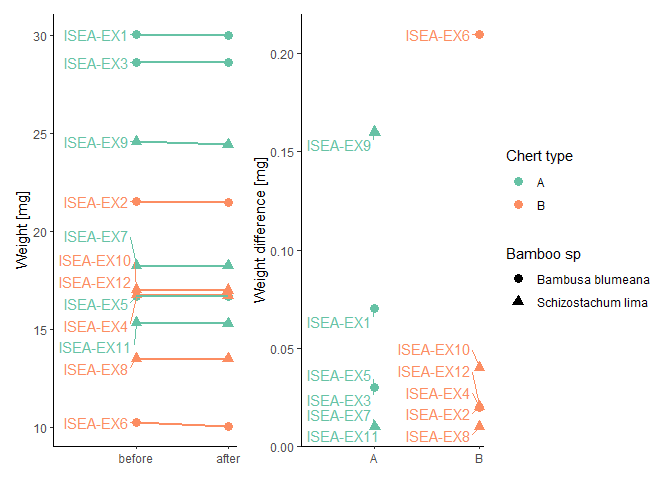 30
25
20
15
10
Weight [mg]
ISEA-EX1
ISEA-EX3
ISEA-EX9
ISEA-EX2
ISEA-EX7
ISEA-EX10
ISEA-EX12
ISEA-EX5
ISEA-EX4
ISEA-EX11
ISEA-EX8
ISEA-EX6
before
after
0.20
0.15
0.10
0.05
0.00
Weight difference [mg]
ISEA-EX6
ISEA-EX9
ISEA-EX1
ISEA-EX10
ISEA-EX12
ISEA-EX5
ISEA-EX4
ISEA-EX3
ISEA-EX7
ISEA-EX2
ISEA-EX11
ISEA-EX8
A
B
Chert type
A
B
Bamboo sp
Bambusa blumeana
Schizostachum lima